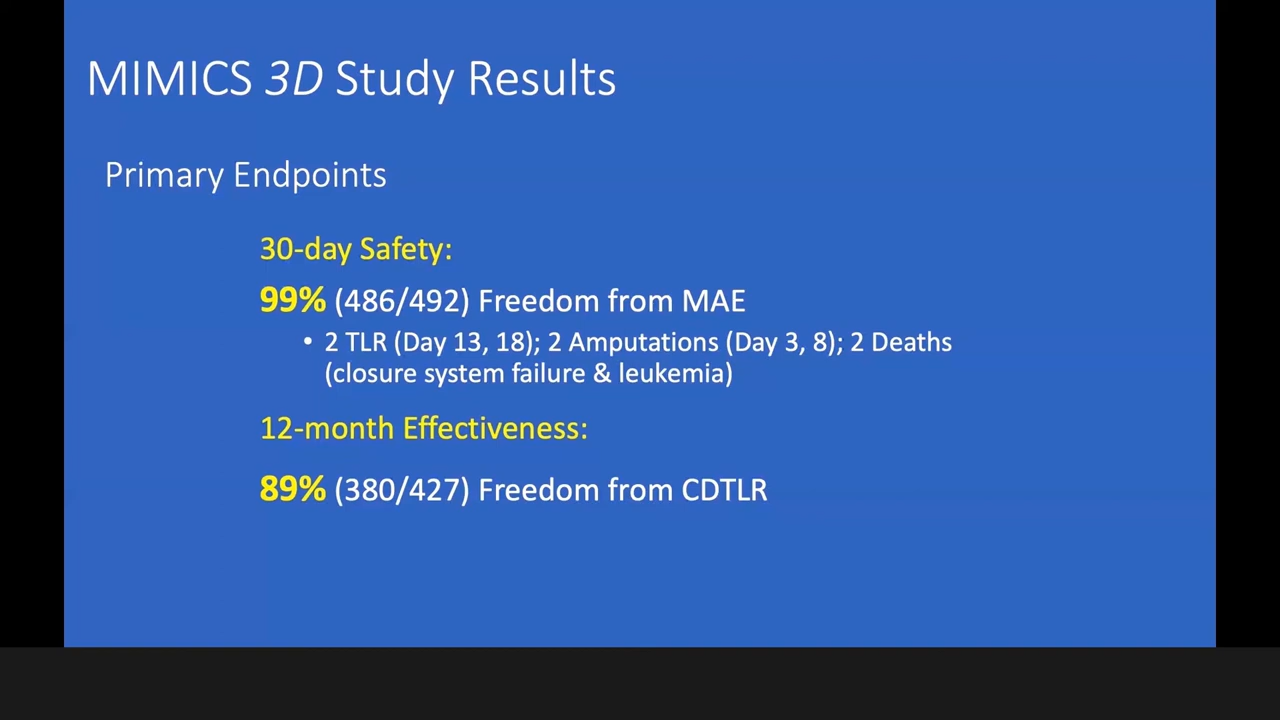 MIMICS 3D Study Results
Primary Endpoints
30-day Safety:
99% (486/492) Freedom from MAE
• 2 TLR (Day 13, 18); 2 Amputations (Day 3, 8); 2 Deaths
(closure system failure & leukemia)
12-month Effectiveness:
89% (380/427) Freedom from CDTLR